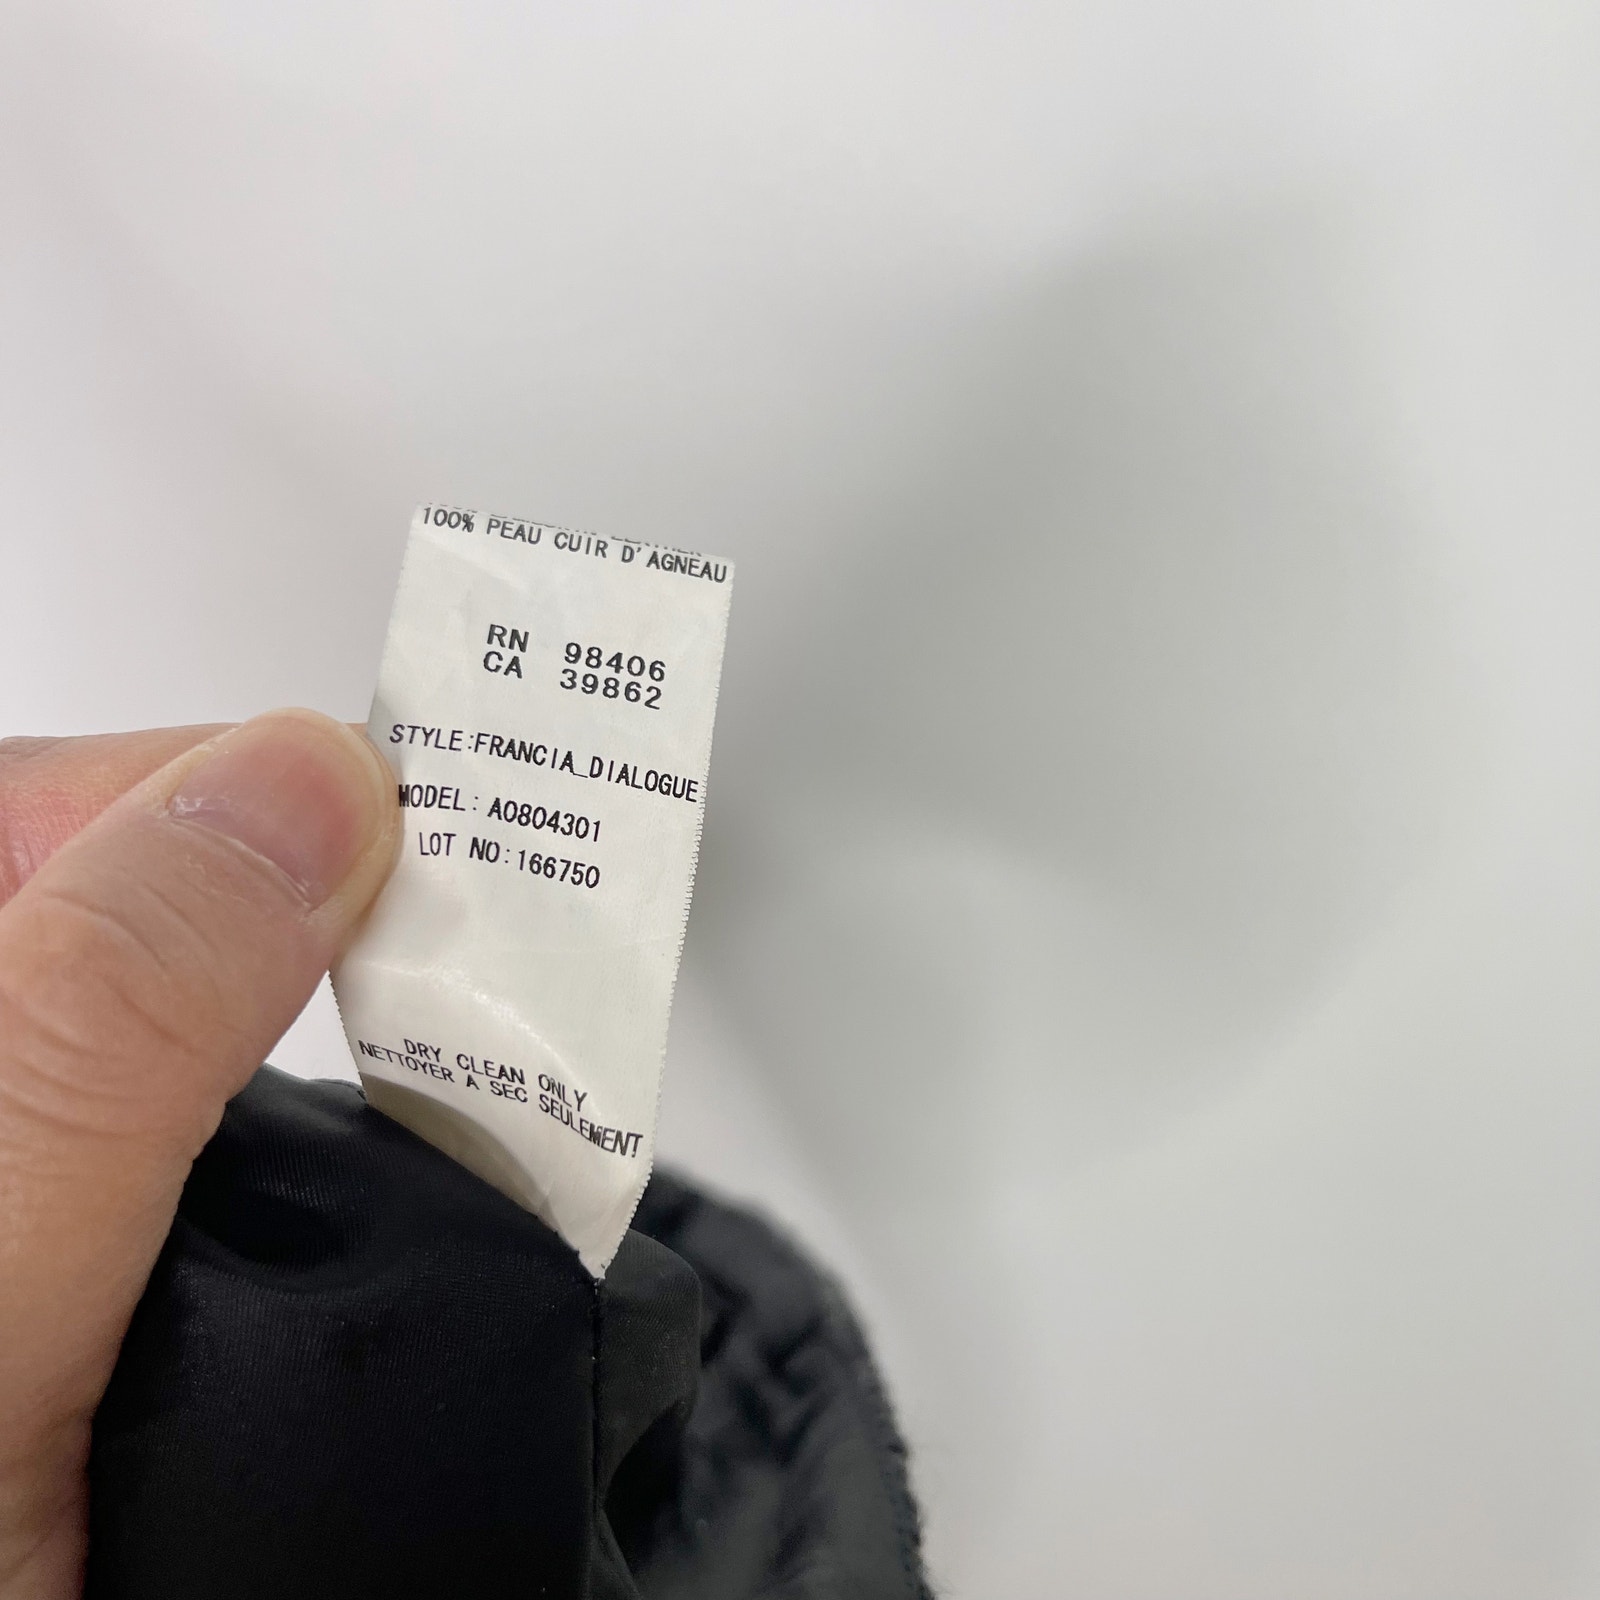 100% PEAU CUIR D'AGNEAU
RN 98406
CA 39862
STYLE:FRANCIA_DIALOGUE
MODEL: A0804301
LOT NO:166750
DRY CLEAN ONLY
NETTOYER A SEC SEULEMENT